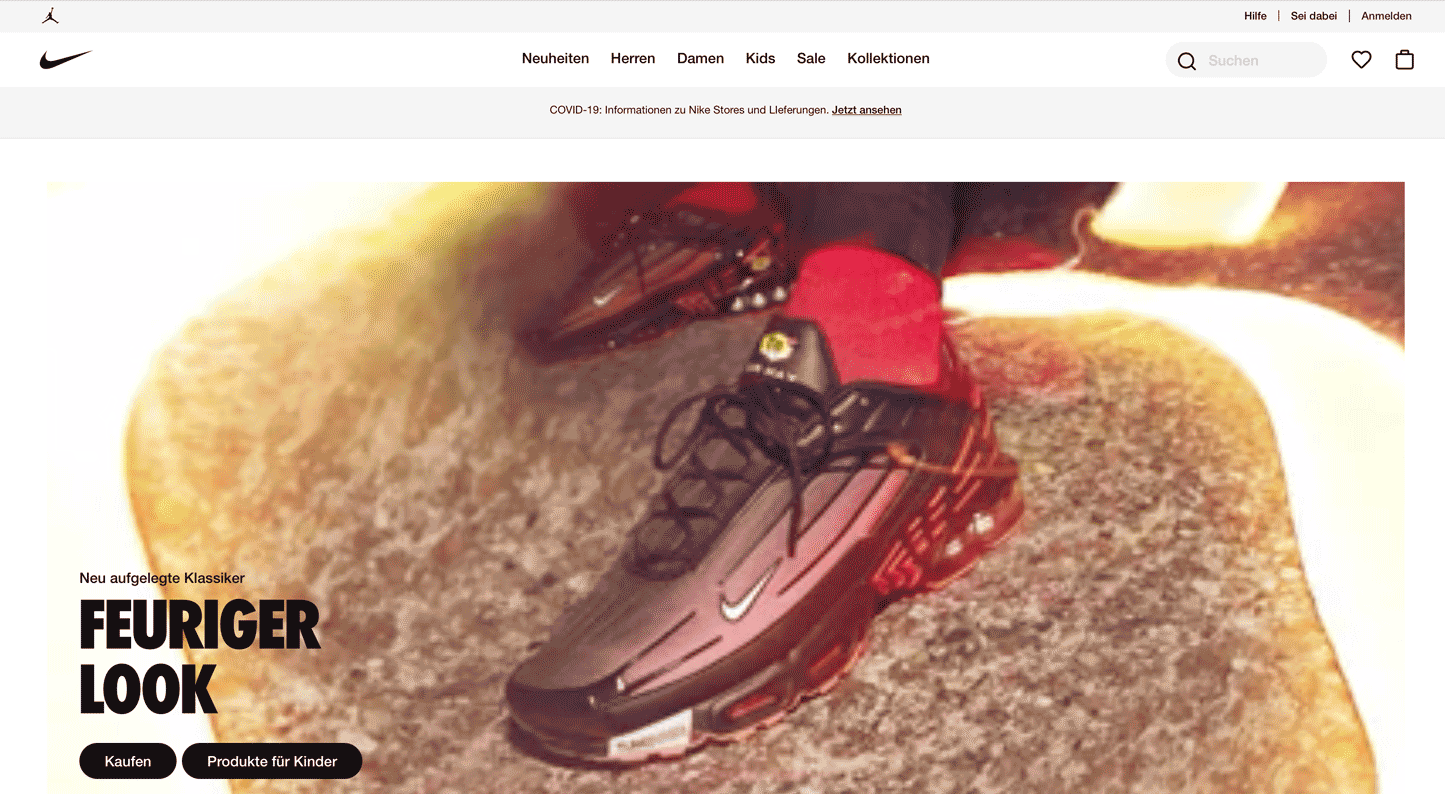 Hilfe | Sei dabei | Anmelden
Neuheiten Herren Damen Kids Sale Kollektionen
Suchen
COVID-19: Informationen zu Nike Stores und LIeferungen. Jetzt ansehen
Neu aufgelegte Klassiker
FEURIGER
LOOK
Kaufen Produkte für Kinder